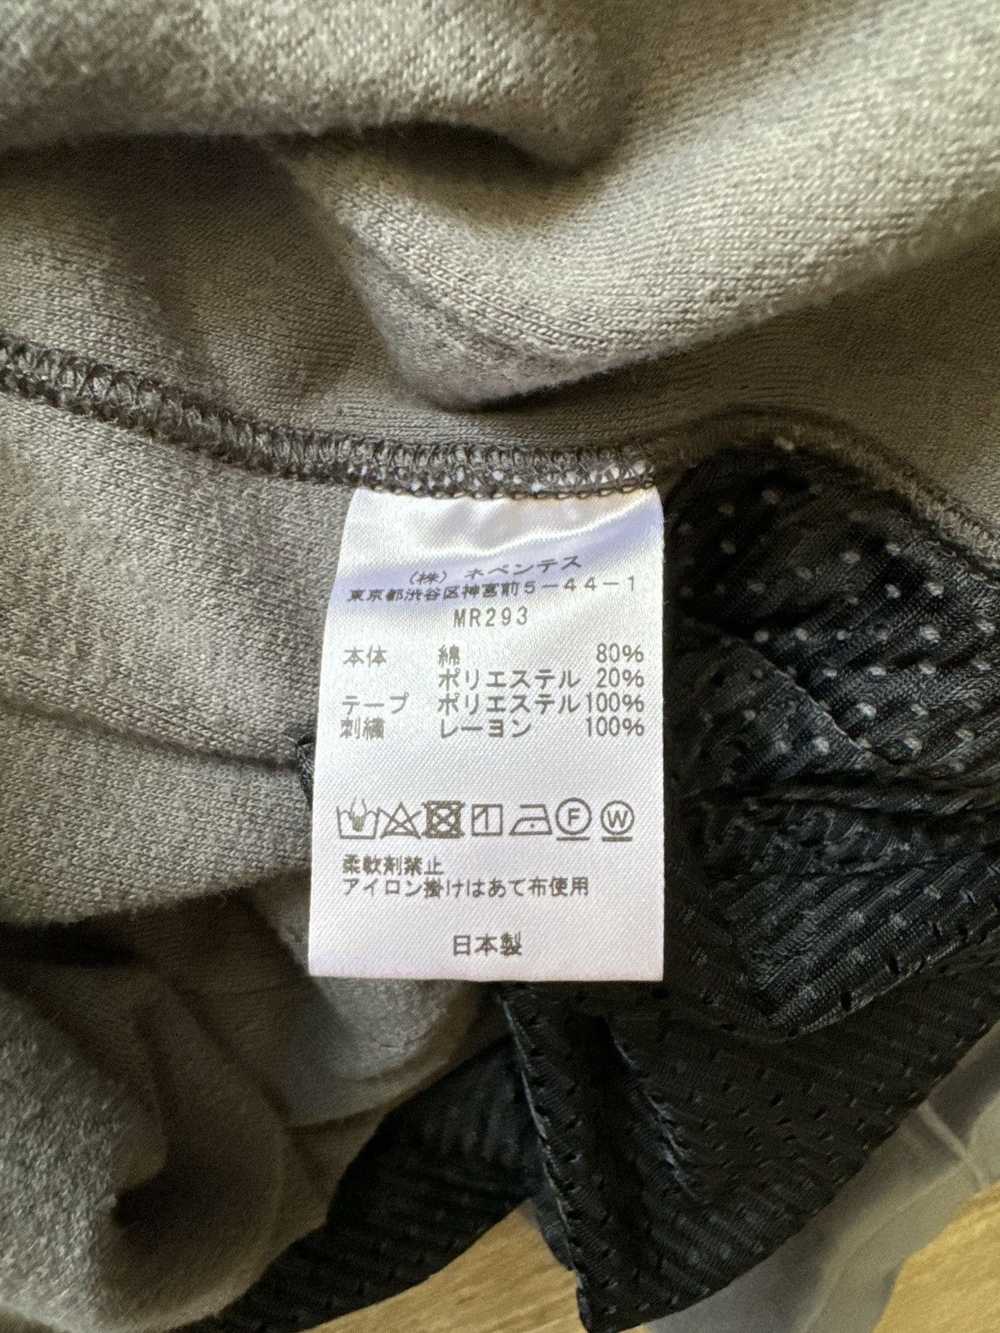 (株) ネペンテス
東京都渋谷区神宮前5-44-1
MR293
本体 綿 80%
ポリエステル 20%
テープ ポリエステル100%
刺繍 レーヨン 100%
1 F W
柔軟剤禁止
アイロン掛けはあて布使用
日本製